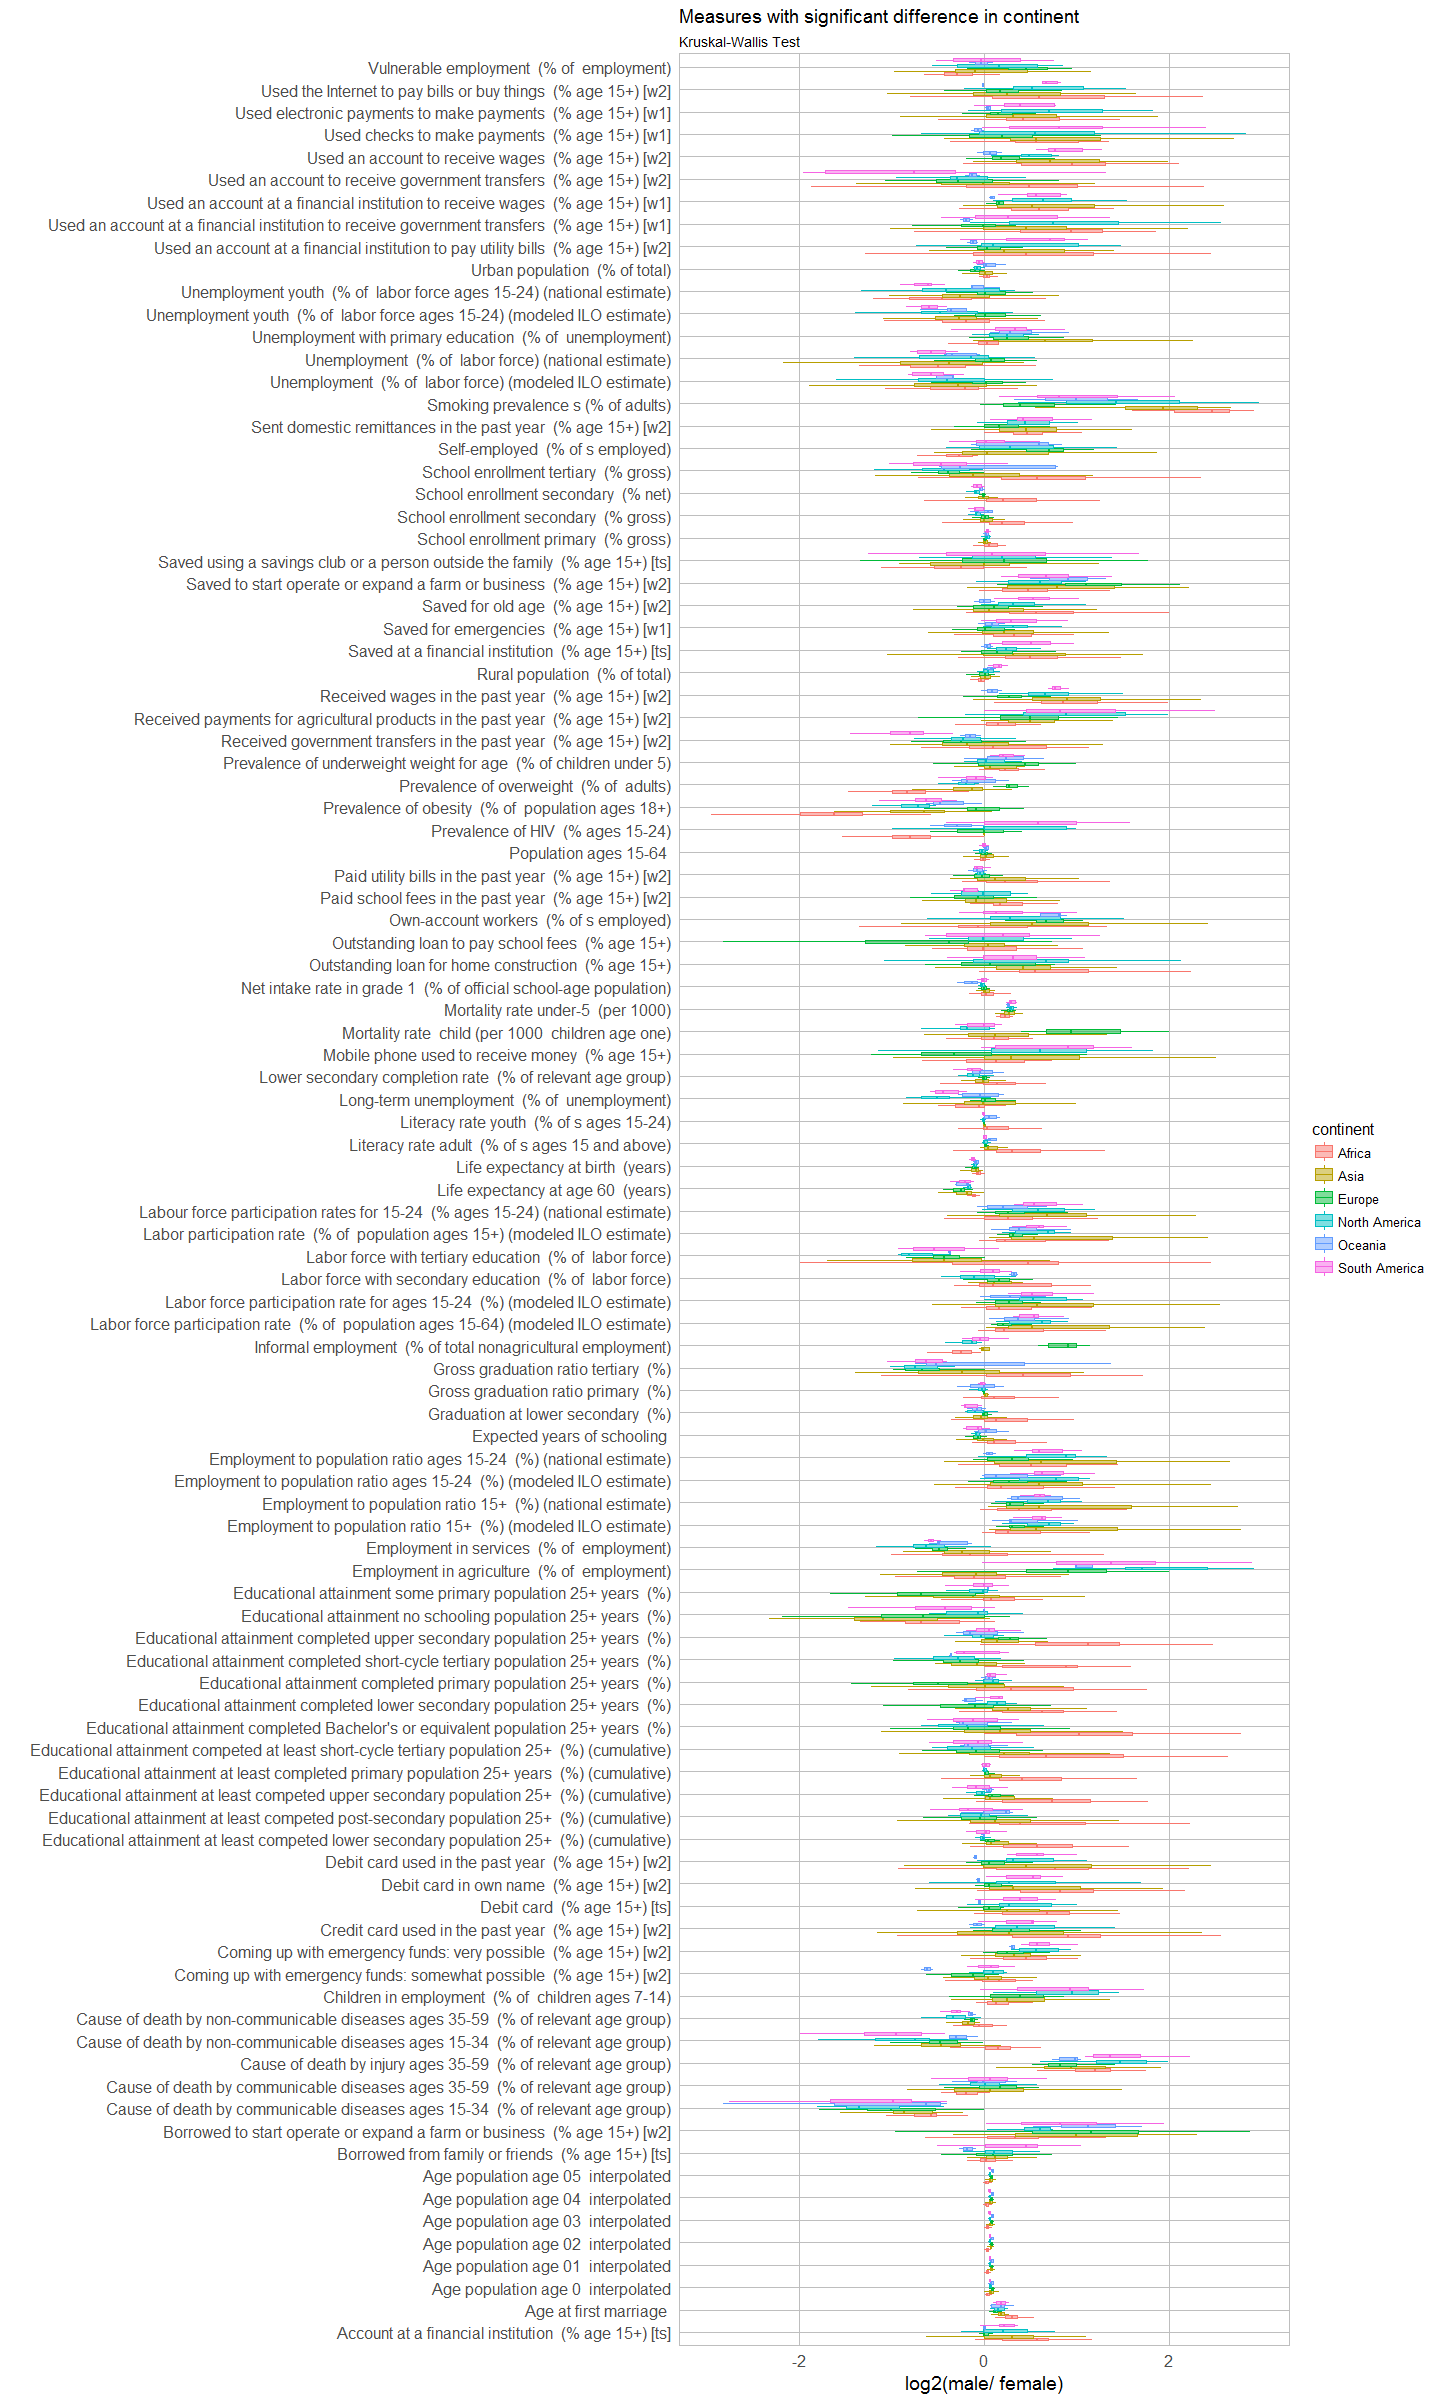 Measures with significant difference in continent
Kruskal-Wallis Test
Vulnerable employment (% of employment)
Used the Internet to pay bills or buy things (% age 15+) [w2]
Used electronic payments to make payments (% age 15+) [w1]
Used checks to make payments (% age 15+) [w1]
Used an account to receive wages (% age 15+) [w2]
Used an account to receive government transfers (% age 15+) [w2]
Used an account at a financial institution to receive wages (% age 15+) [w1]
Used an account at a financial institution to receive government transfers (% age 15+) [w1]
Used an account at a financial institution to pay utility bills (% age 15+) [w2]
Urban population (% of total)
Unemployment youth (% of labor force ages 15-24) (national estimate)
Unemployment youth (% of labor force ages 15-24) (modeled ILO estimate)
Unemployment with primary education (% of unemployment)
Unemployment (% of labor force) (national estimate)
Unemployment (% of labor force) (modeled ILO estimate)
Smoking prevalence s (% of adults)
Sent domestic remittances in the past year (% age 15+) [w2]
Self-employed (% of s employed)
School enrollment tertiary (% gross)
School enrollment secondary (% net)
School enrollment secondary (% gross)
School enrollment primary (% gross)
Saved using a savings club or a person outside the family (% age 15+) [ts]
Saved to start operate or expand a farm or business (% age 15+) [w2]
Saved for old age (% age 15+) [w2]
Saved for emergencies (% age 15+) [w1]
Saved at a financial institution (% age 15+) [ts]
Rural population (% of total)
Received wages in the past year (% age 15+) [w2]
Received payments for agricultural products in the past year (% age 15+) [w2]
Received government transfers in the past year (% age 15+) [w2]
Prevalence of underweight weight for age (% of children under 5)
Prevalence of overweight (% of adults)
Prevalence of obesity (% of population ages 18+)
Prevalence of HIV (% ages 15-24)
Population ages 15-64
Paid utility bills in the past year (% age 15+) [w2]
Paid school fees in the past year (% age 15+) [w2]
Own-account workers (% of s employed)
Outstanding loan to pay school fees (% age 15+)
Outstanding loan for home construction (% age 15+)
Net intake rate in grade 1 (% of official school-age population)
Mortality rate under-5 (per 1000)
Mortality rate child (per 1000 children age one)
Mobile phone used to receive money (% age 15+)
Lower secondary completion rate (% of relevant age group)
Long-term unemployment (% of unemployment)
Literacy rate youth (% of s ages 15-24)
Literacy rate adult (% of s ages 15 and above)
Life expectancy at birth (years)
Life expectancy at age 60 (years)
Labour force participation rates for 15-24 (% ages 15-24) (national estimate)
Labor participation rate (% of population ages 15+) (modeled ILO estimate)
Labor force with tertiary education (% of labor force)
Labor force with secondary education (% of labor force)
Labor force participation rate for ages 15-24 (%) (modeled ILO estimate)
Labor force participation rate (% of population ages 15-64) (modeled ILO estimate)
Informal employment (% of total nonagricultural employment)
Gross graduation ratio tertiary (%)
Gross graduation ratio primary (%)
Graduation at lower secondary (%)
Expected years of schooling
Employment to population ratio ages 15-24 (%) (national estimate)
Employment to population ratio ages 15-24 (%) (modeled ILO estimate)
Employment to population ratio 15+ (%) (national estimate)
Employment to population ratio 15+ (%) (modeled ILO estimate)
Employment in services (% of employment)
Employment in agriculture (% of employment)
Educational attainment some primary population 25+ years (%)
Educational attainment no schooling population 25+ years (%)
Educational attainment completed upper secondary population 25+ years (%)
Educational attainment completed short-cycle tertiary population 25+ years (%)
Educational attainment completed primary population 25+ years (%)
Educational attainment completed lower secondary population 25+ years (%)
Educational attainment completed Bachelor's or equivalent population 25+ years (%)
Educational attainment competed at least short-cycle tertiary population 25+ (%) (cumulative)
Educational attainment at least completed primary population 25+ years (%) (cumulative)
Educational attainment at least competed upper secondary population 25+ (%) (cumulative)
Educational attainment at least competed post-secondary population 25+ (%) (cumulative)
Educational attainment at least competed lower secondary population 25+ (%) (cumulative)
Debit card used in the past year (% age 15+) [w2]
Debit card in own name (% age 15+) [w2]
Debit card (% age 15+) [ts]
Credit card used in the past year (% age 15+) [w2]
Coming up with emergency funds: very possible (% age 15+) [w2]
Coming up with emergency funds: somewhat possible (% age 15+) [w2]
Children in employment (% of children ages 7-14)
Cause of death by non-communicable diseases ages 35-59 (% of relevant age group)
Cause of death by non-communicable diseases ages 15-34 (% of relevant age group)
Cause of death by injury ages 35-59 (% of relevant age group)
Cause of death by communicable diseases ages 35-59 (% of relevant age group)
Cause of death by communicable diseases ages 15-34 (% of relevant age group)
Borrowed to start operate or expand a farm or business (% age 15+) [w2]
Borrowed from family or friends (% age 15+) [ts]
Age population age 05 interpolated
Age population age 04 interpolated
Age population age 03 interpolated
Age population age 02 interpolated
Age population age 01 interpolated
Age population age 0 interpolated
Age at first marriage
Account at a financial institution (% age 15+) [ts]
-2 0 2
log2(male/ female)
continent
Africa
Asia
Europe
North America
Oceania
South America